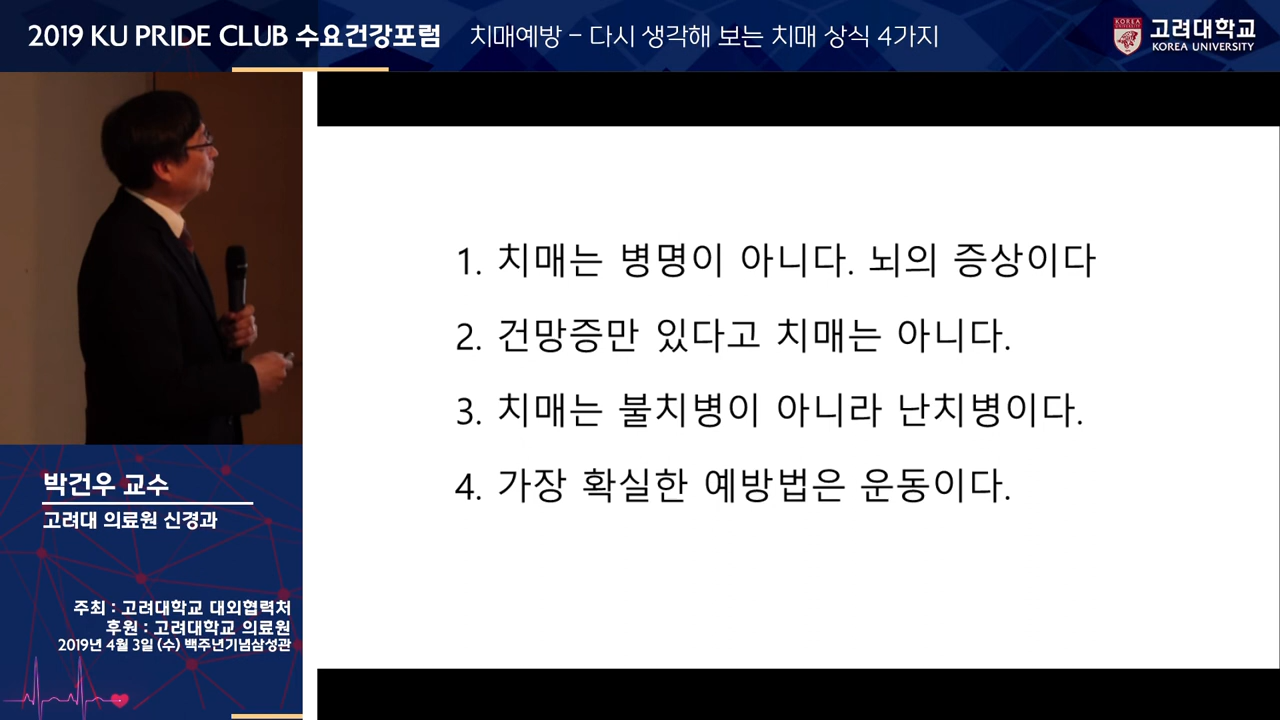 2019 KU PRIDE CLUB 수요건강포럼 치매예방 – 다시 생각해 보는 치매 상식 4가지
KOREA UNIVERSITY
고려대학교
KOREA UNIVERSITY
1. 치매는 병명이 아니다. 뇌의 증상이다
2. 건망증만 있다고 치매는 아니다.
3. 치매는 불치병이 아니라 난치병이다.
4. 가장 확실한 예방법은 운동이다.
박건우 교수
고려대 의료원 신경과
주최 : 고려대학교 대외협력처
후원 : 고려대학교 의료원
2019년 4월 3일 (수) 백주년기념삼성관